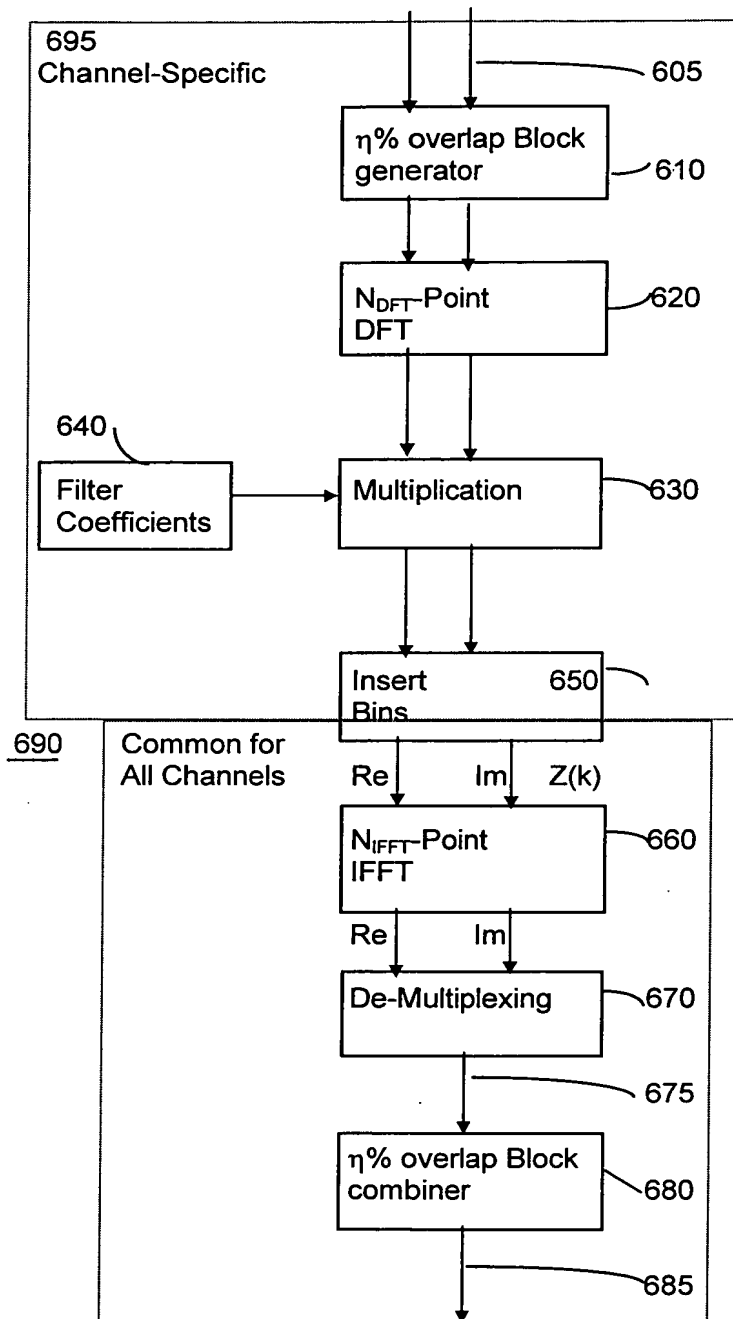 695
Channel-Specific
605
η% overlap Block
generator
610
N_DFT-Point
DFT
620
640
Filter
Coefficients
Multiplication
630
Insert
Bins
650
690
Common for
All Channels
Re Im Z(k)
N_IFFT-Point
IFFT
660
Re Im
De-Multiplexing
670
675
η% overlap Block
combiner
680
685